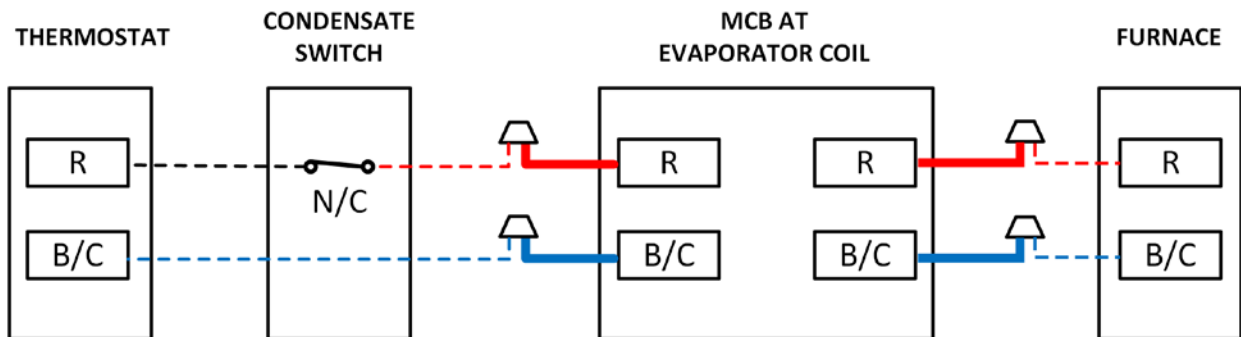 THERMOSTAT
CONDENSATE
SWITCH
MCB AT
EVAPORATOR COIL
FURNACE
R
N/C
R
R
R
B/C
B/C
B/C
B/C